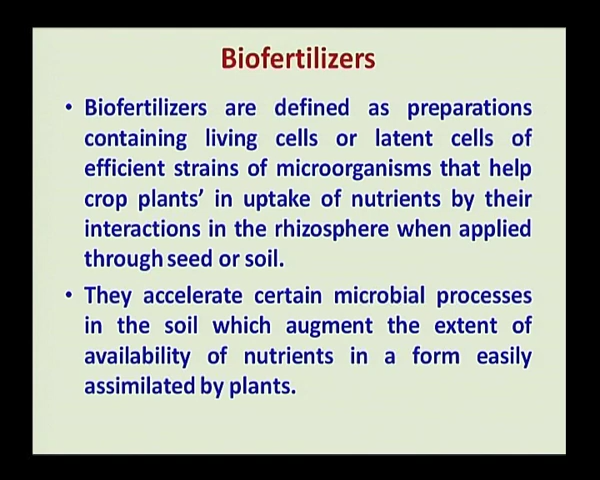 Biofertilizers
• Biofertilizers are defined as preparations
containing living cells or latent cells of
efficient strains of microorganisms that help
crop plants’ in uptake of nutrients by their
interactions in the rhizosphere when applied
through seed or soil.
• They accelerate certain microbial processes
in the soil which augment the extent of
availability of nutrients in a form easily
assimilated by plants.